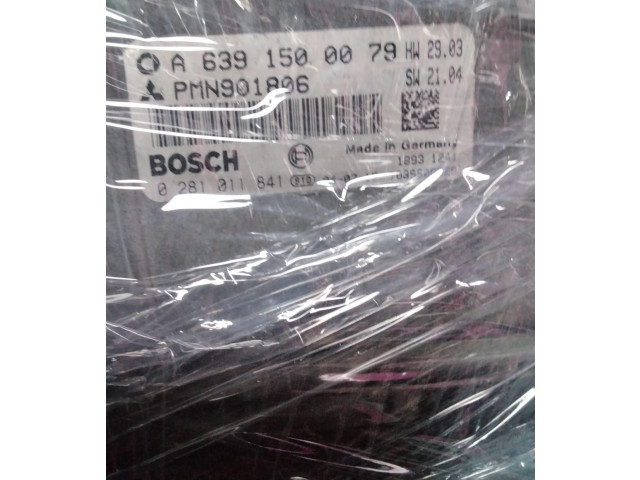 A 639 150 00 79 HW 29.03
PMN901806 SW 21.04
BOSCH Made in Germany
1893 1241
0 281 011 841 010